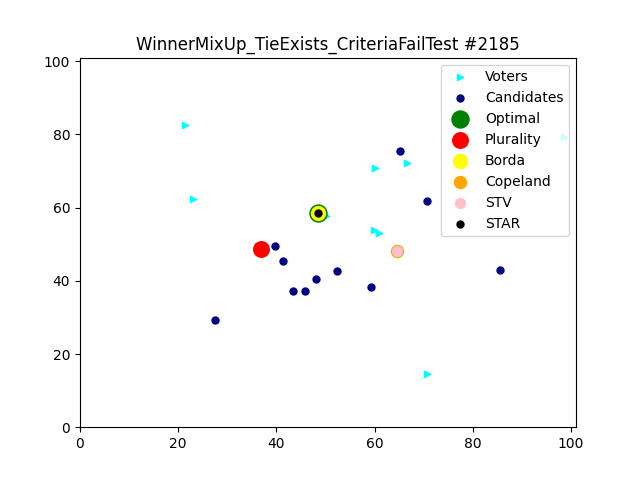 WinnerMixUp_TieExists_CriteriaFailTest #2185
100
80
60
40
20
0
0 20 40 60 80 100
Voters
Candidates
Optimal
Plurality
Borda
Copeland
STV
STAR